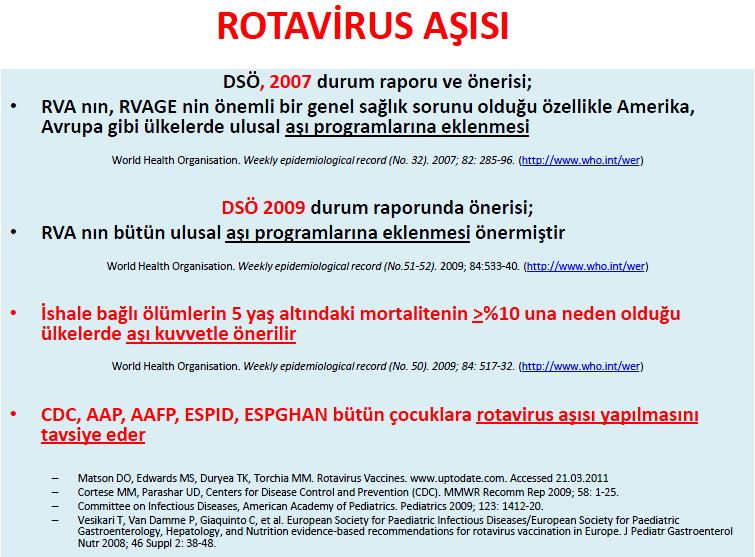 ROTAVİRUS AŞISI
DSÖ, 2007 durum raporu ve önerisi;
• RVA nın, RVAGE nin önemli bir genel sağlık sorunu olduğu özellikle Amerika,
Avrupa gibi ülkelerde ulusal aşı programlarına eklenmesi
World Health Organisation. Weekly epidemiological record (No. 32). 2007; 82: 285-96. (http://www.who.int/wer)
DSÖ 2009 durum raporunda önerisi;
• RVA nın bütün ulusal aşı programlarına eklenmesi önermiştir
World Health Organisation. Weekly epidemiological record (No.51-52). 2009; 84:533-40. (http://www.who.int/wer)
• İshale bağlı ölümlerin 5 yaş altındaki mortalitenin >%10 una neden olduğu
ülkelerde aşı kuvvetle önerilir
World Health Organisation. Weekly epidemiological record (No. 50). 2009; 84: 517-32. (http://www.who.int/wer)
• CDC, AAP, AAFP, ESPID, ESPGHAN bütün çocuklara rotavirus aşısı yapılmasını
tavsiye eder
– Matson DO, Edwards MS, Duryea TK, Torchia MM. Rotavirus Vaccines. www.uptodate.com. Accessed 21.03.2011
– Cortese MM, Parashar UD, Centers for Disease Control and Prevention (CDC). MMWR Recomm Rep 2009; 58: 1-25.
– Committee on Infectious Diseases, American Academy of Pediatrics. Pediatrics 2009; 123: 1412-20.
– Vesikari T, Van Damme P, Giaquinto C, et al. European Society for Paediatric Infectious Diseases/European Society for Paediatric
Gastroenterology, Hepatology, and Nutrition evidence-based recommendations for rotavirus vaccination in Europe. J Pediatr Gastroenterol
Nutr 2008; 46 Suppl 2: 38-48.